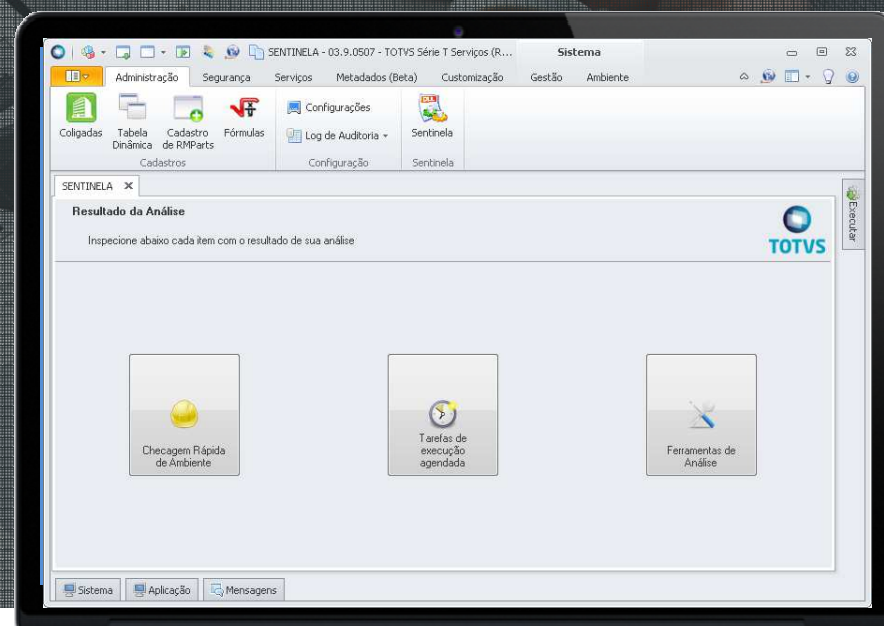 SENTINELA - 03.9.0507 - TOTVS Série T Serviços (R...
Sistema
Administração Segurança Serviços Metadados (Beta) Customização Gestão Ambiente
Coligadas
Tabela
Dinâmica
Cadastro
de RMParts
Fórmulas
Cadastros
Configurações
Log de Auditoria
Configuração
Sentinela
Sentinela
SENTINELA
Executar
Resultado da Análise
Inspecione abaixo cada item com o resultado de sua análise
TOTVS
Checagem Rápida
de Ambiente
Tarefas de
execução
agendada
Ferramentas de
Análise
Sistema Aplicação Mensagens